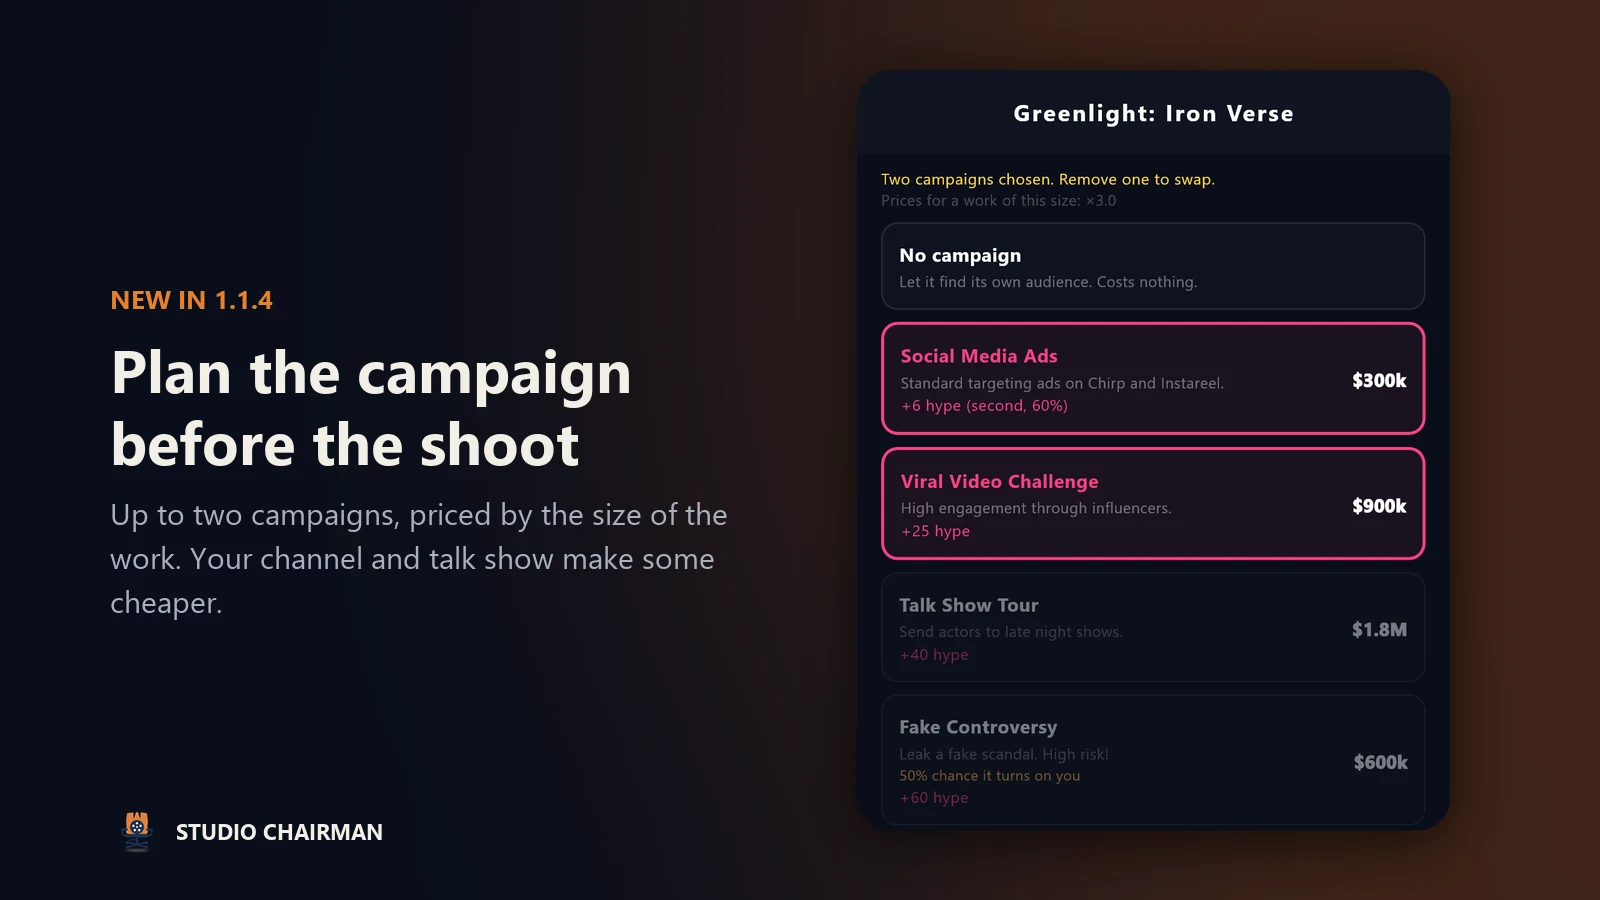 NEW IN 1.1.4
Plan the campaign
before the shoot
Up to two campaigns, priced by the size of the
work. Your channel and talk show make some
cheaper.
STUDIO CHAIRMAN
Greenlight: Iron Verse
Two campaigns chosen. Remove one to swap.
Prices for a work of this size: ×3.0
No campaign
Let it find its own audience. Costs nothing.
Social Media Ads
Standard targeting ads on Chirp and Instareel.
+6 hype (second, 60%)
$300k
Viral Video Challenge
High engagement through influencers.
+25 hype
$900k
Talk Show Tour
Send actors to late night shows.
+40 hype
$1.8M
Fake Controversy
Leak a fake scandal. High risk!
50% chance it turns on you
+60 hype
$600k